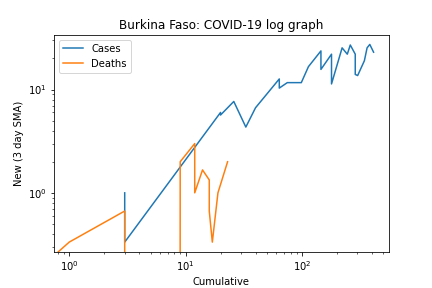 Burkina Faso: COVID-19 log graph
Cases
Deaths
New (3 day SMA)
10¹
10⁰
10⁰ 10¹ 10²
Cumulative